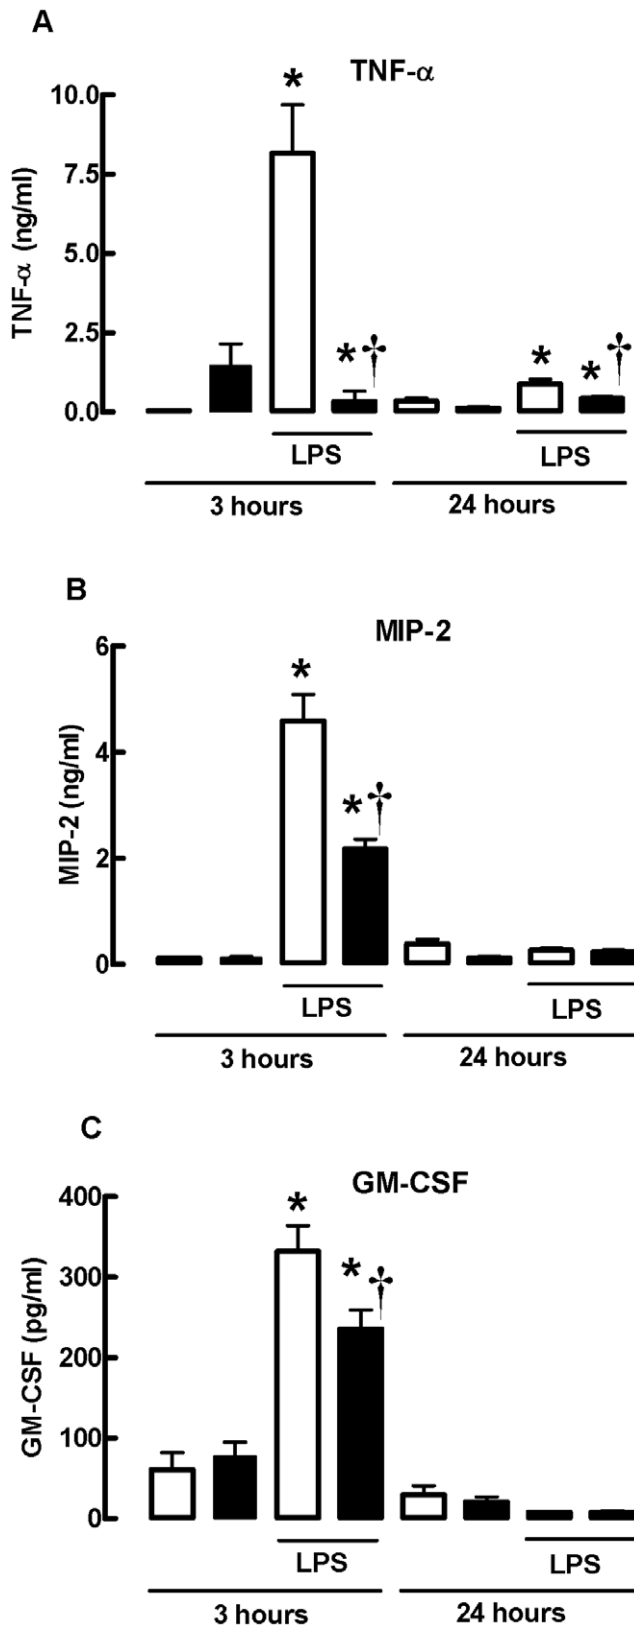 A
TNF-α
TNF-α (ng/ml)
10.0
7.5
5.0
2.5
0.0
*
* †
*
* †
LPS
LPS
3 hours
24 hours
B
MIP-2
MIP-2 (ng/ml)
6
4
2
0
*
* †
LPS
LPS
3 hours
24 hours
C
GM-CSF
GM-CSF (pg/ml)
400
300
200
100
0
*
* †
LPS
LPS
3 hours
24 hours